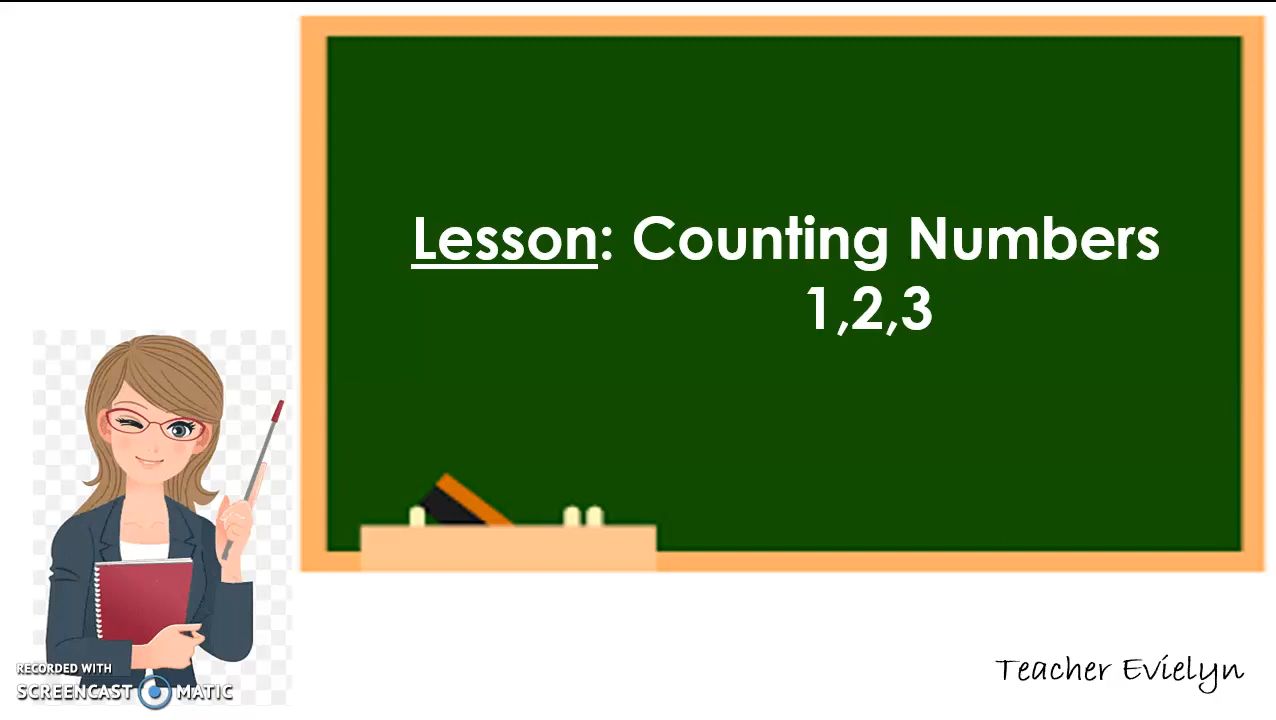 Lesson: Counting Numbers
1,2,3
RECORDED WITH
SCREENCAST MATIC
Teacher Evielyn